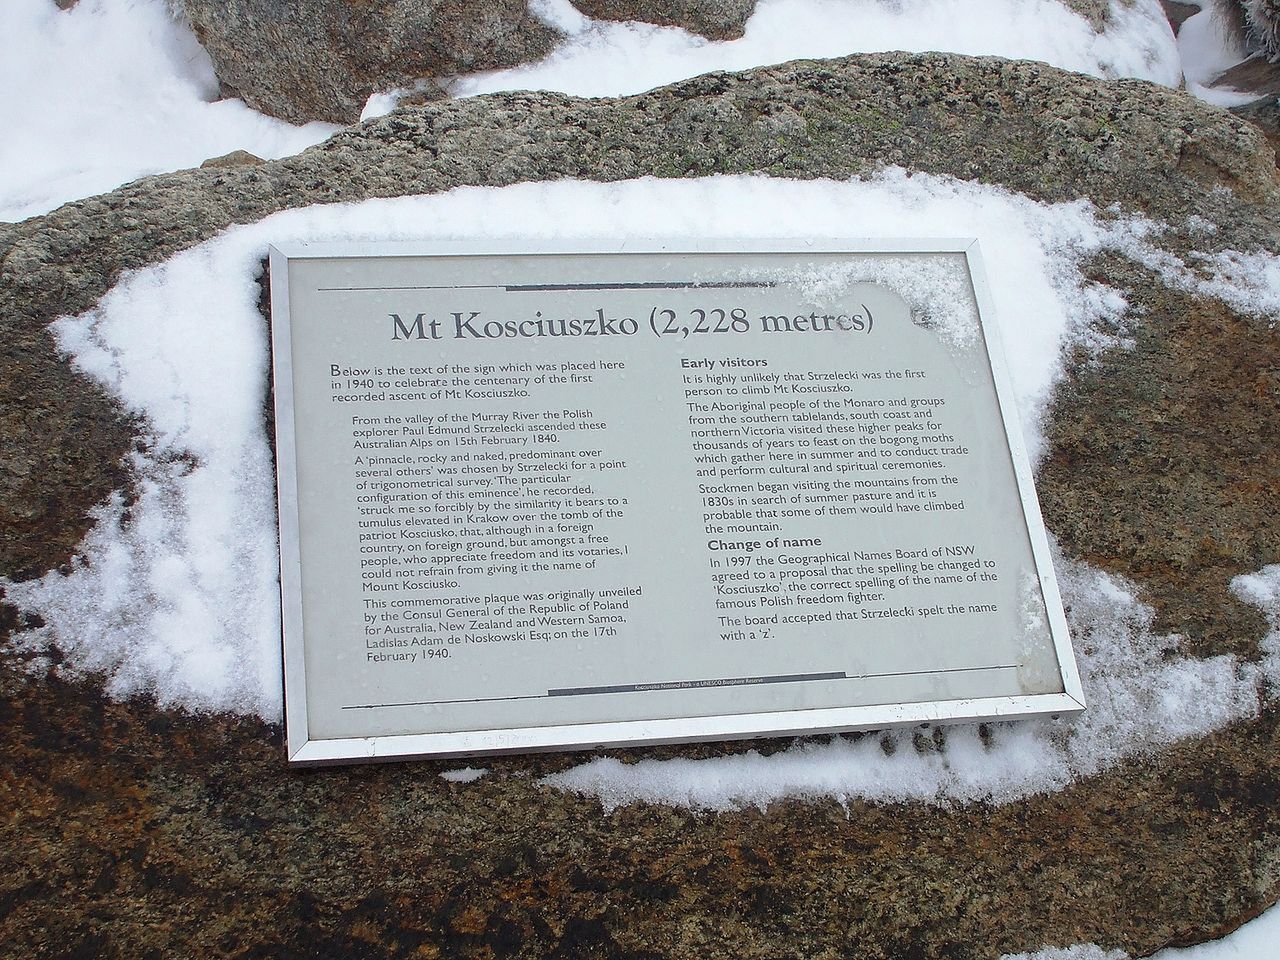 Mt Kosciuszko (2,228 metres)
Below is the text of the sign which was placed here
in 1940 to celebrate the centenary of the first
recorded ascent of Mt Kosciuszko.
From the valley of the Murray River the Polish
explorer Paul Edmund Strzelecki ascended these
Australian Alps on 15th February 1840.
A 'pinnacle, rocky and naked, predominant over
several others' was chosen by Strzelecki for a point
of trigonometrical survey. 'The particular
configuration of this eminence', he recorded,
'struck me so forcibly by the similarity it bears to a
tumulus elevated in Krakow over the tomb of the
patriot Kosciusko, that, although in a foreign
country, on foreign ground, but amongst a free
people, who appreciate freedom and its votaries, I
could not refrain from giving it the name of
Mount Kosciusko.
This commemorative plaque was originally unveiled
by the Consul General of the Republic of Poland
for Australia, New Zealand and Western Samoa,
Ladislas Adam de Noskowski Esq; on the 17th
February 1940.
Early visitors
It is highly unlikely that Strzelecki was the first
person to climb Mt Kosciuszko.
The Aboriginal people of the Monaro and groups
from the southern tablelands, south coast and
northern Victoria visited these higher peaks for
thousands of years to feast on the bogong moths
which gather here in summer and to conduct trade
and perform cultural and spiritual ceremonies.
Stockmen began visiting the mountains from the
1830s in search of summer pasture and it is
probable that some of them would have climbed
the mountain.
Change of name
In 1997 the Geographical Names Board of NSW
agreed to a proposal that the spelling be changed to
'Kosciuszko', the correct spelling of the name of the
famous Polish freedom fighter.
The board accepted that Strzelecki spelt the name
with a 'z'.
Kosciuszko National Park - a UNESCO Biosphere Reserve